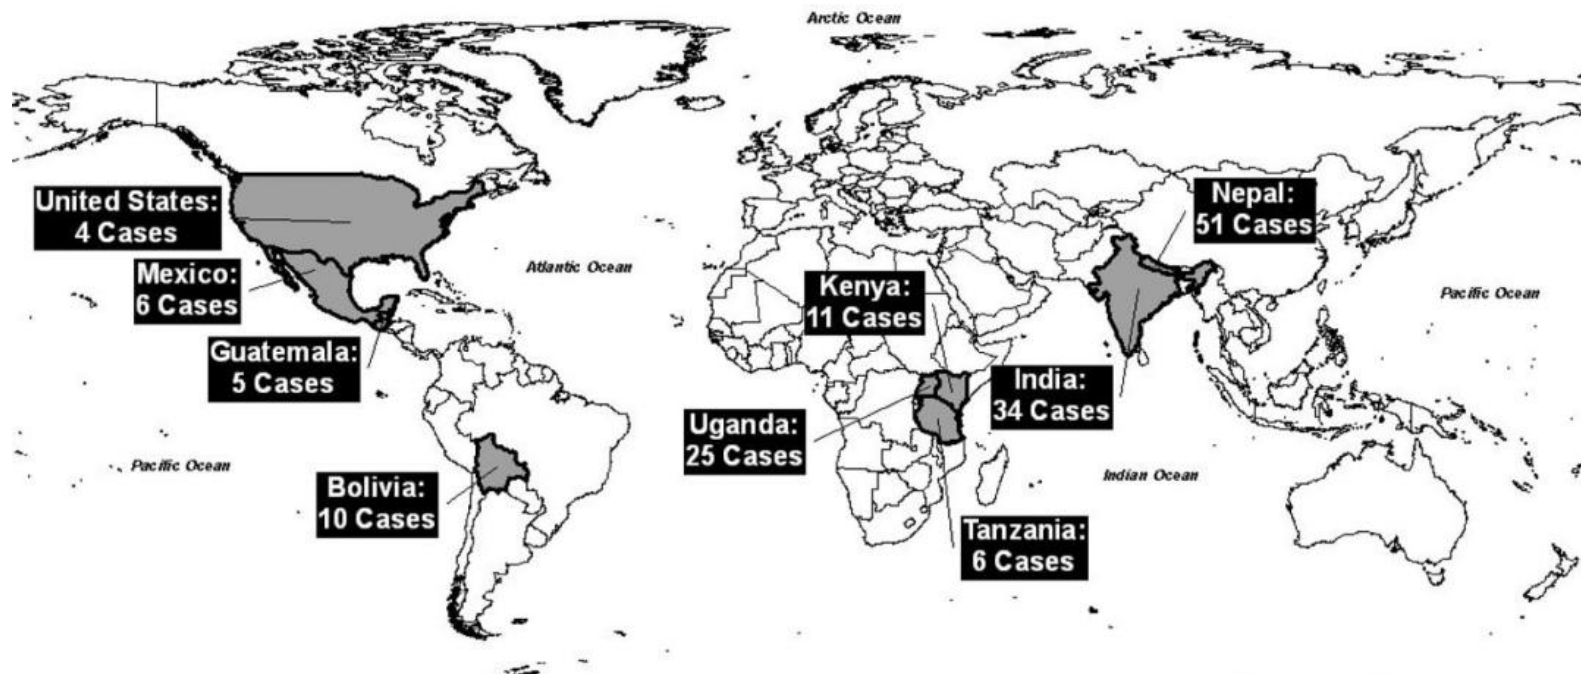 Arctic Ocean
United States:
4 Cases
Nepal:
51 Cases
Mexico:
6 Cases
Atlantic Ocean
Kenya:
11 Cases
Pacific Ocean
Guatemala:
5 Cases
India:
34 Cases
Uganda:
25 Cases
Pacific Ocean
Indian Ocean
Bolivia:
10 Cases
Tanzania:
6 Cases